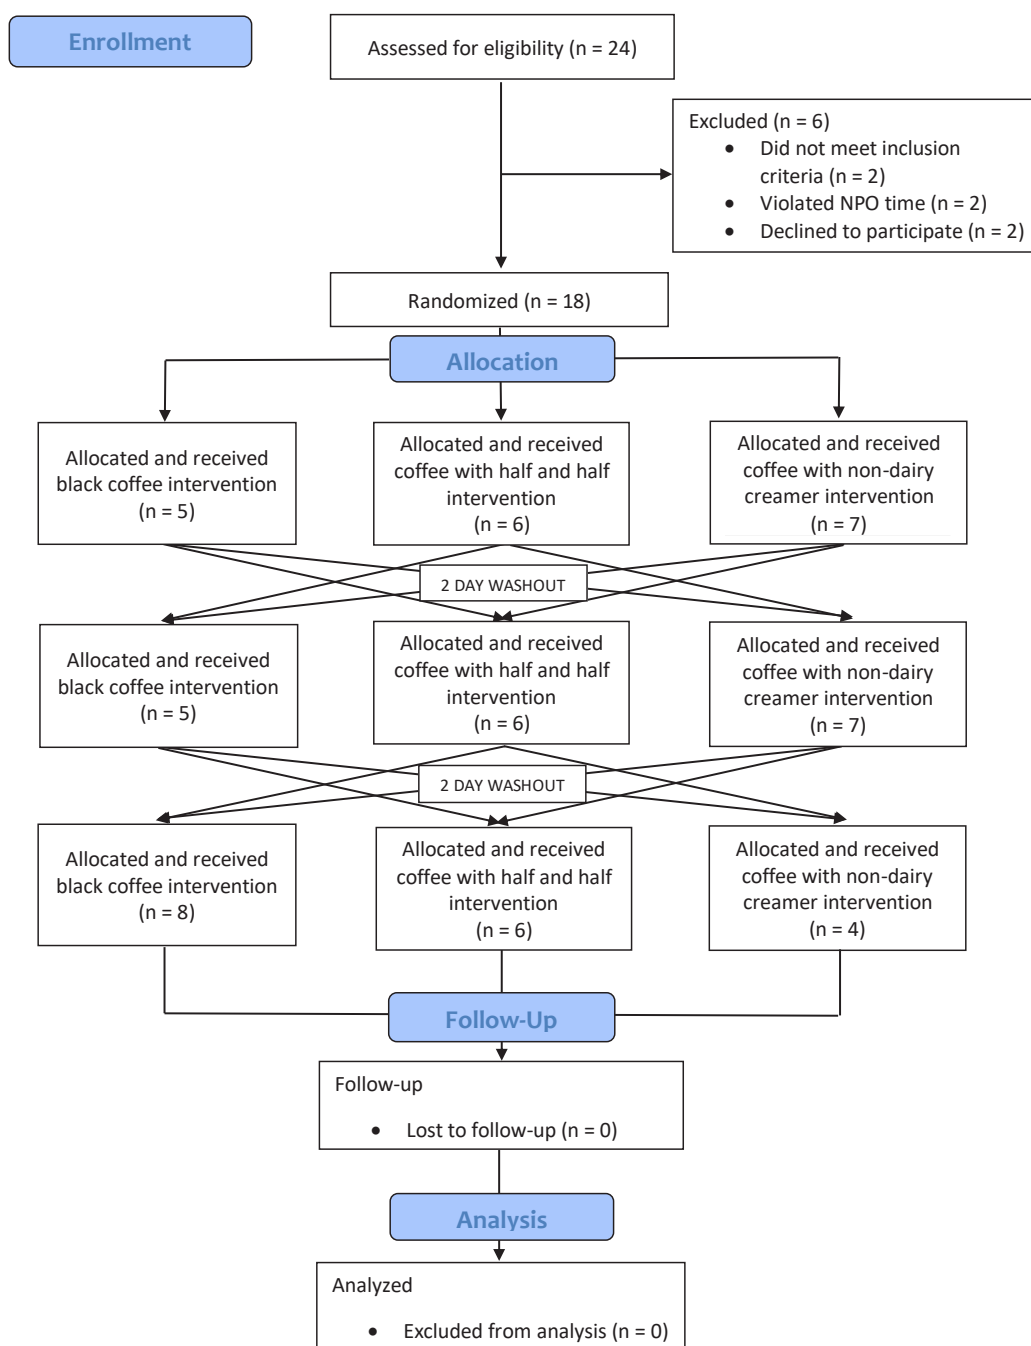 Enrollment
Assessed for eligibility (n = 24)
Excluded (n = 6)
• Did not meet inclusion
criteria (n = 2)
• Violated NPO time (n = 2)
• Declined to participate (n = 2)
Randomized (n = 18)
Allocation
Allocated and received
black coffee intervention
(n = 5)
Allocated and received
coffee with half and half
intervention
(n = 6)
Allocated and received
coffee with non-dairy
creamer intervention
(n = 7)
2 DAY WASHOUT
Allocated and received
black coffee intervention
(n = 5)
Allocated and received
coffee with half and half
intervention
(n = 6)
Allocated and received
coffee with non-dairy
creamer intervention
(n = 7)
2 DAY WASHOUT
Allocated and received
black coffee intervention
(n = 8)
Allocated and received
coffee with half and half
intervention
(n = 6)
Allocated and received
coffee with non-dairy
creamer intervention
(n = 4)
Follow-Up
Follow-up
• Lost to follow-up (n = 0)
Analysis
Analyzed
• Excluded from analysis (n = 0)